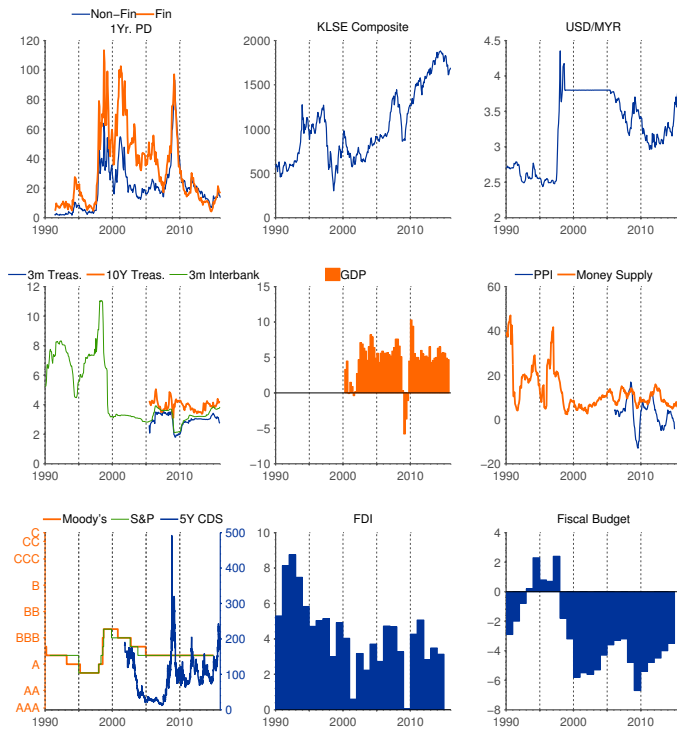 Non-Fin Fin
1Yr. PD
120
100
80
60
40
20
0
1990 2000 2010
KLSE Composite
2000
1500
1000
500
0
1990 2000 2010
USD/MYR
4.5
4
3.5
3
2.5
2
1990 2000 2010
3m Treas. 10Y Treas. 3m Interbank
12
10
8
6
4
2
0
1990 2000 2010
GDP
15
10
5
0
−5
−10
1990 2000 2010
PPI Money Supply
60
40
20
0
−20
1990 2000 2010
Moody's S&P 5Y CDS
C
CC
CCC
B
BB
BBB
A
AA
AAA
500
400
300
200
100
0
1990 2000 2010
FDI
10
8
6
4
2
0
1990 2000 2010
Fiscal Budget
4
2
0
−2
−4
−6
−8
1990 2000 2010